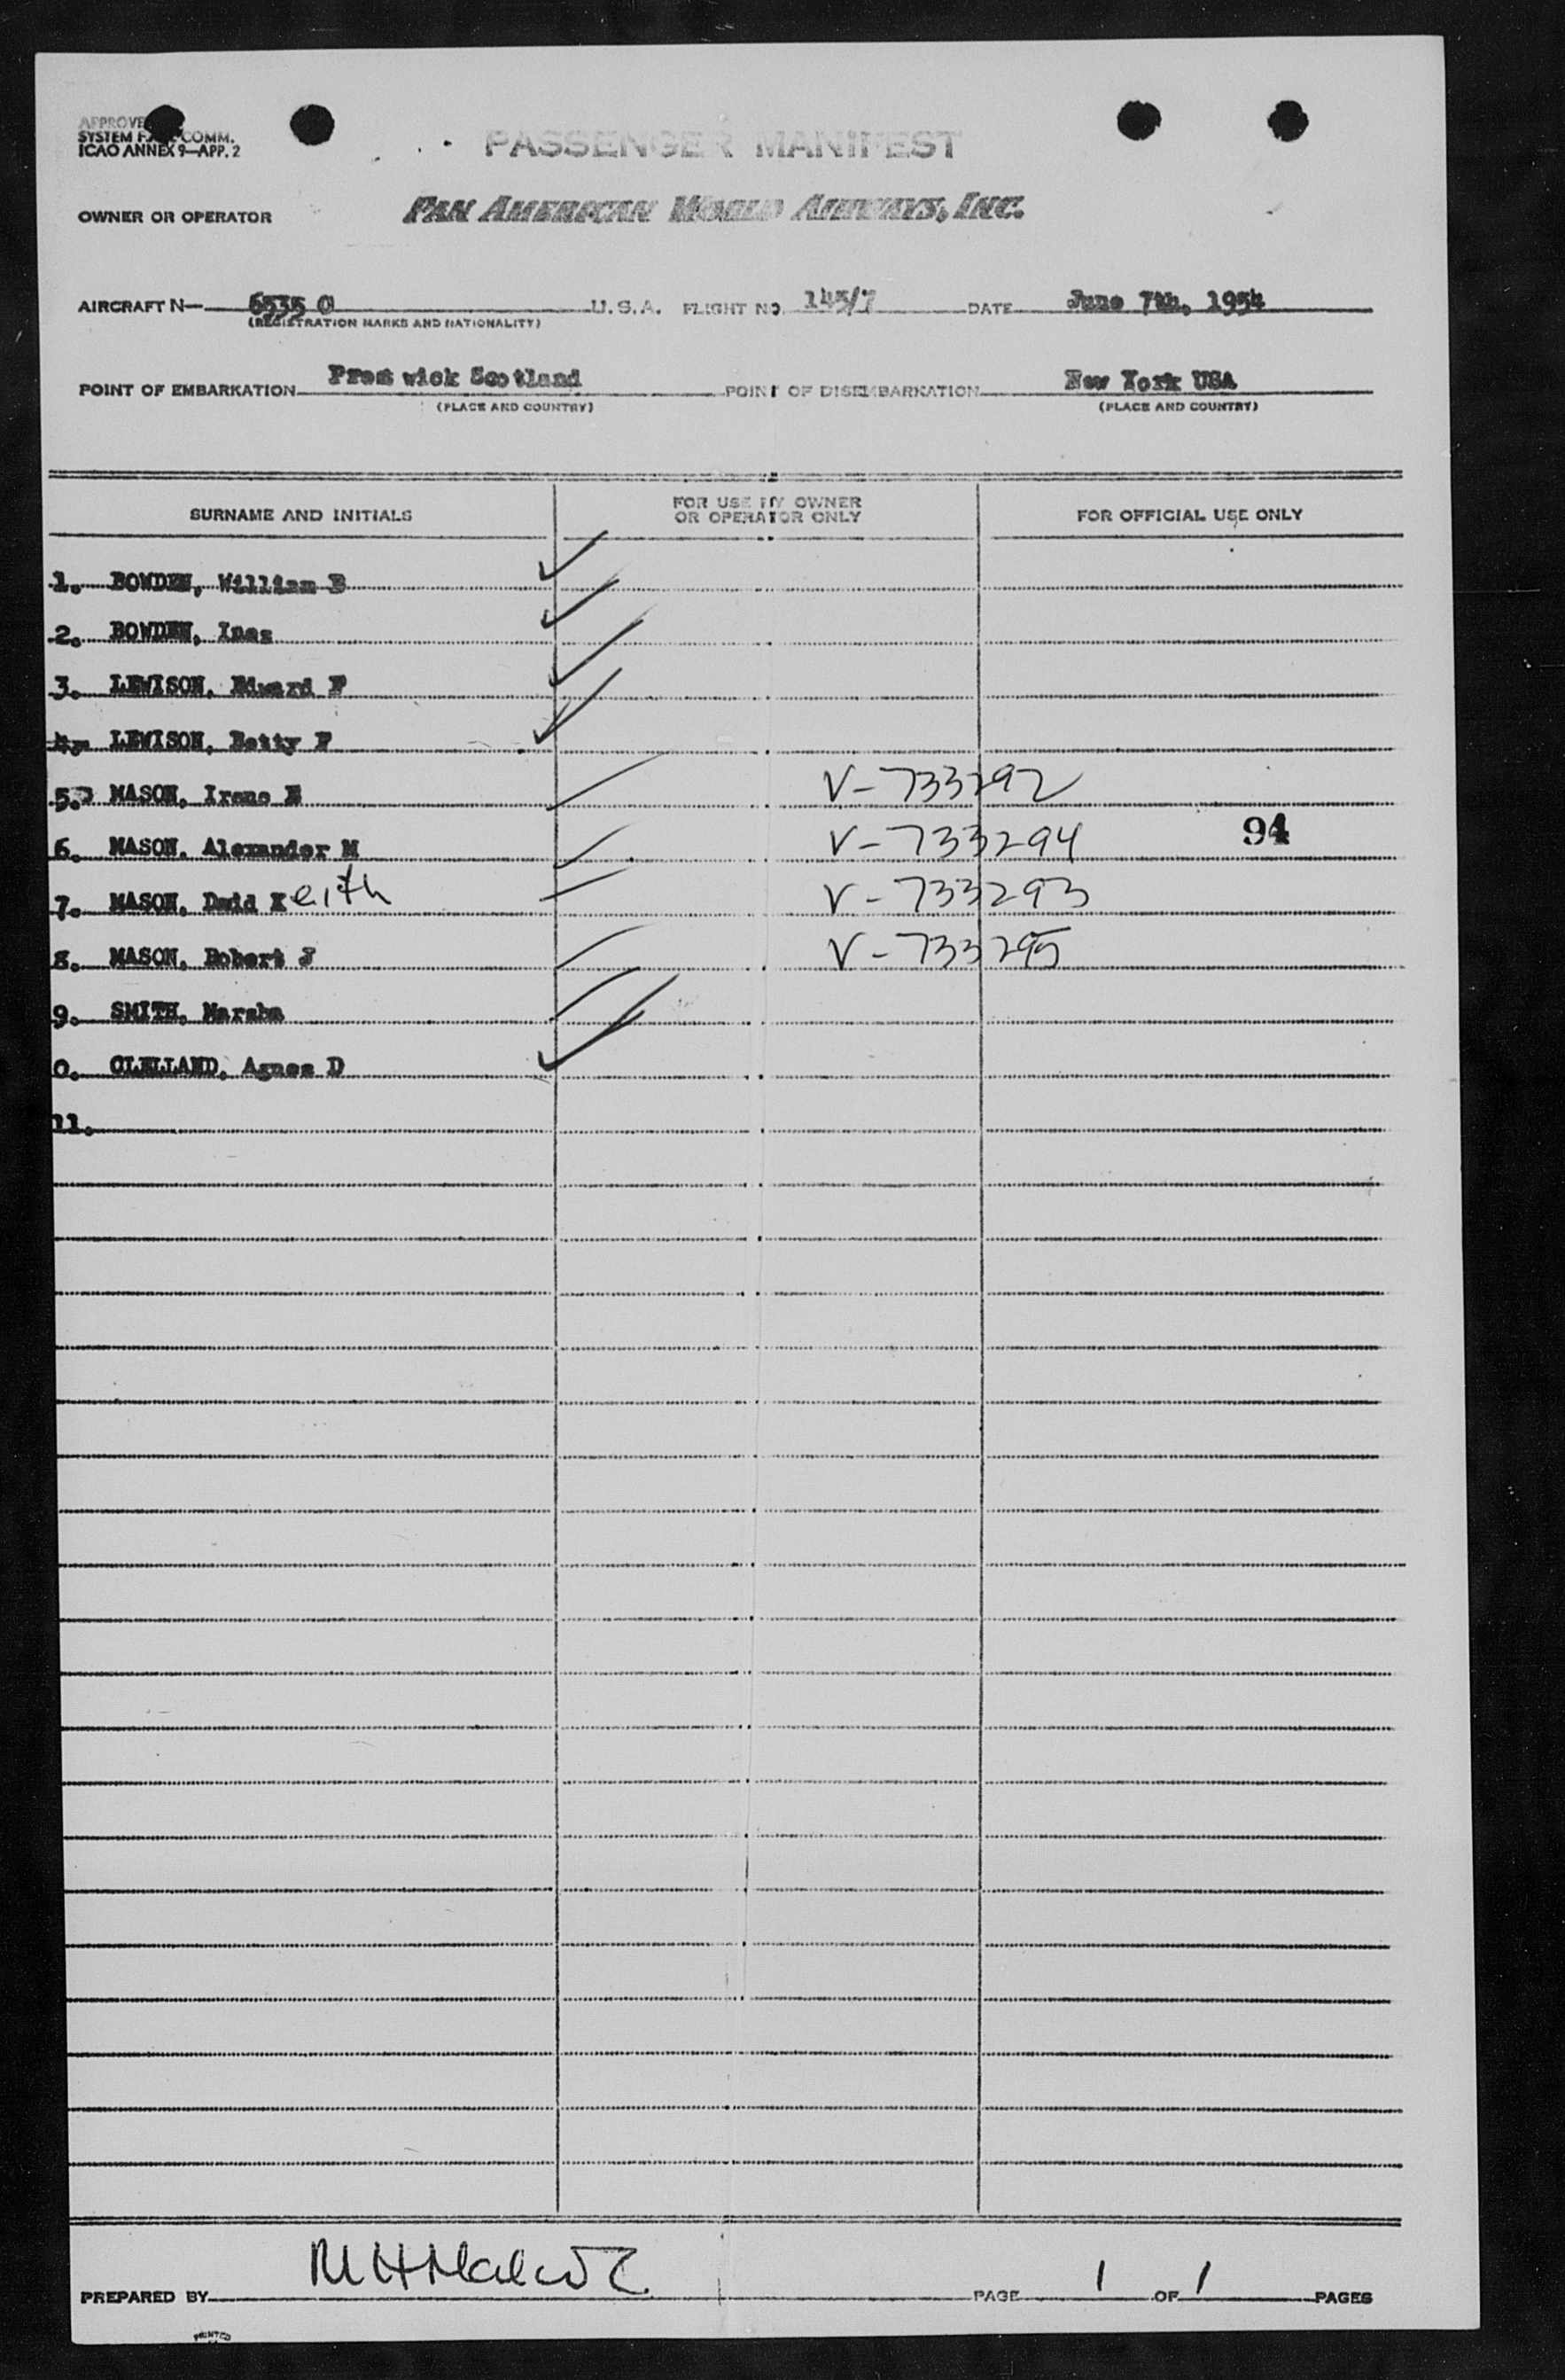 APPROVE
SYSTEM COMM.
ICAO ANNEX 9—APP. 2
PASSENGER MANIFEST
OWNER OR OPERATOR PAN AMERICAN WORLD AIRWAYS, INC.
AIRCRAFT N— 6535 U.S.A. FLIGHT NO. 145/7 DATE June 7th, 1954
(REGISTRATION MARKS AND NATIONALITY)
POINT OF EMBARKATION Prest wick Scotland POINT OF DISEMBARKATION New York USA
(PLACE AND COUNTRY) (PLACE AND COUNTRY)
SURNAME AND INITIALS FOR USE BY OWNER OR OPERATOR ONLY FOR OFFICIAL USE ONLY
1. BOWDEN, William E
2. BOWDEN, Inez
3. LEWISON, Edward F
4. LEWISON, Betty F
5. MASON, Irene E V-733292
6. MASON, Alexander M V-733294 94
7. MASON, David Keith V-733293
8. MASON, Robert J V-733295
9. SMITH, Marsha
0. CLELLAND, Agnes D
11.
PREPARED BY PAGE 1 OF 1 PAGES
PRINTED